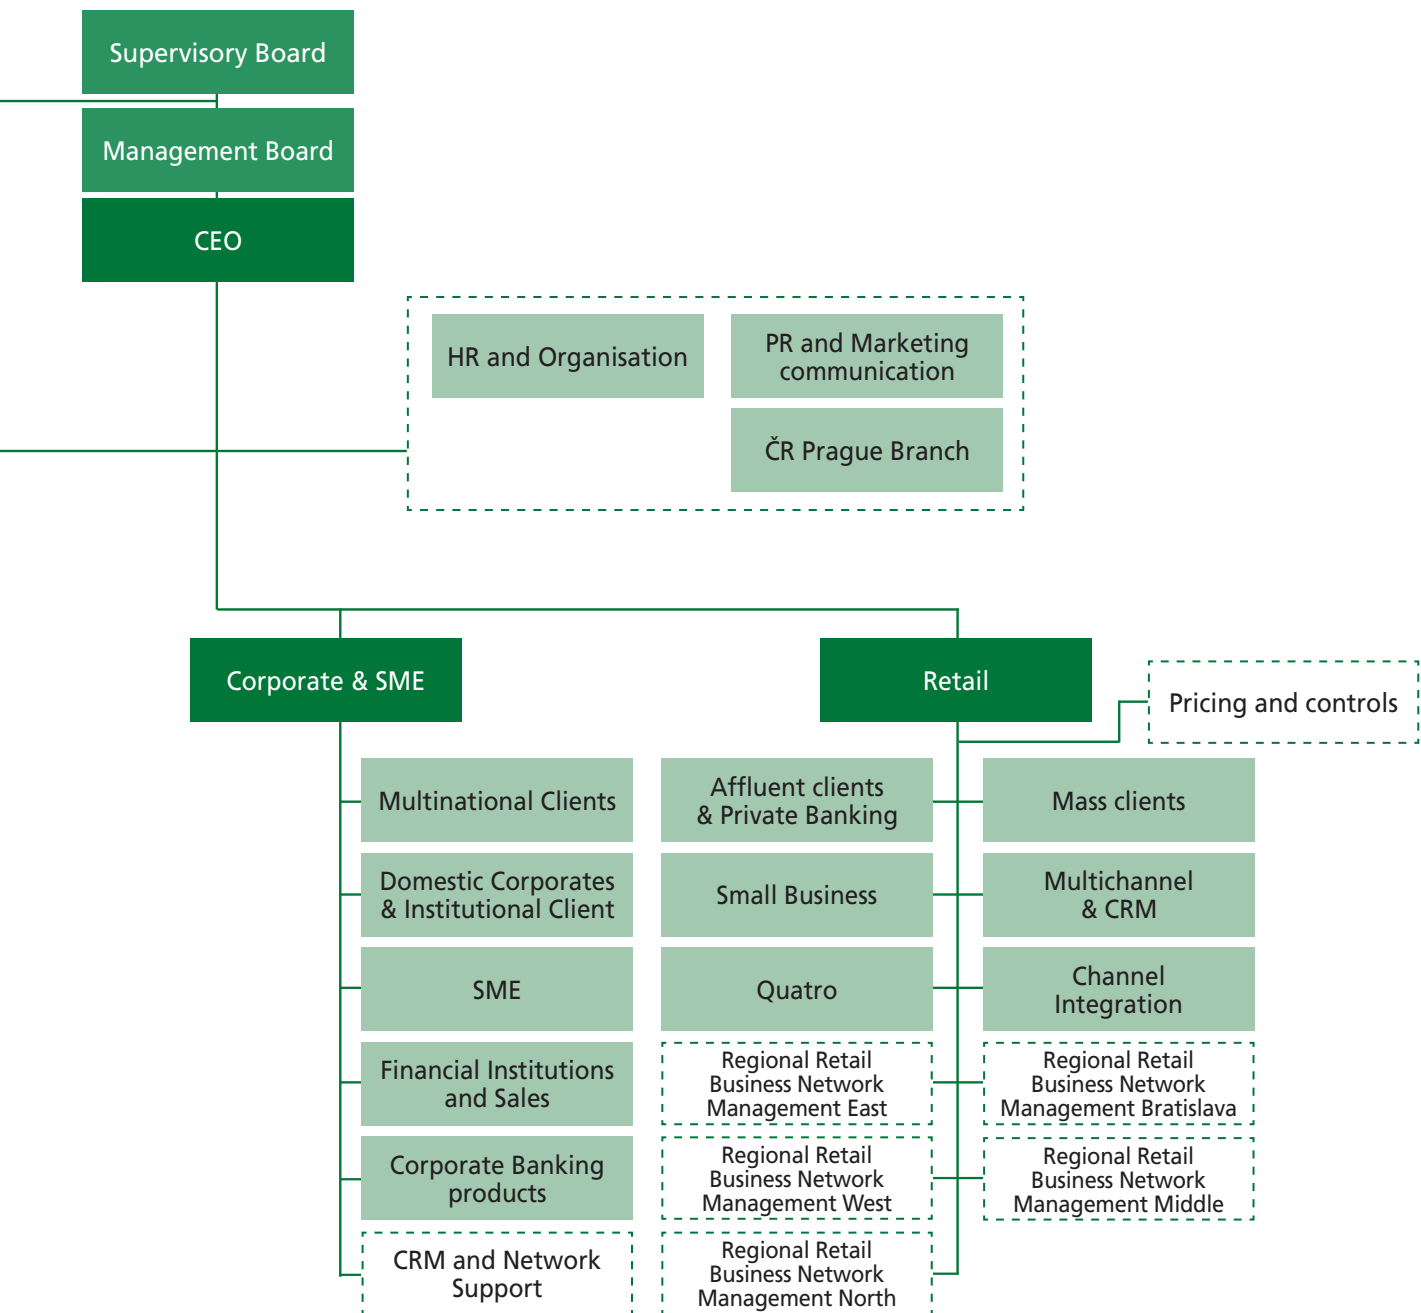 Supervisory Board
Management Board
CEO
HR and Organisation
PR and Marketing
communication
ČR Prague Branch
Corporate & SME
Retail
Pricing and controls
Multinational Clients
Domestic Corporates
& Institutional Client
SME
Financial Institutions
and Sales
Corporate Banking
products
CRM and Network
Support
Affluent clients
& Private Banking
Small Business
Quatro
Regional Retail
Business Network
Management East
Regional Retail
Business Network
Management West
Regional Retail
Business Network
Management North
Mass clients
Multichannel
& CRM
Channel
Integration
Regional Retail
Business Network
Management Bratislava
Regional Retail
Business Network
Management Middle